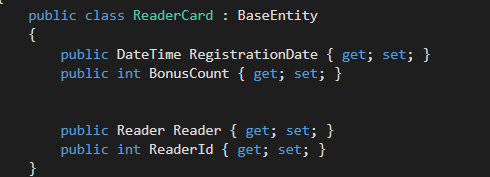 public class ReaderCard : BaseEntity
{
public DateTime RegistrationDate { get; set; }
public int BonusCount { get; set; }
public Reader Reader { get; set; }
public int ReaderId { get; set; }
}